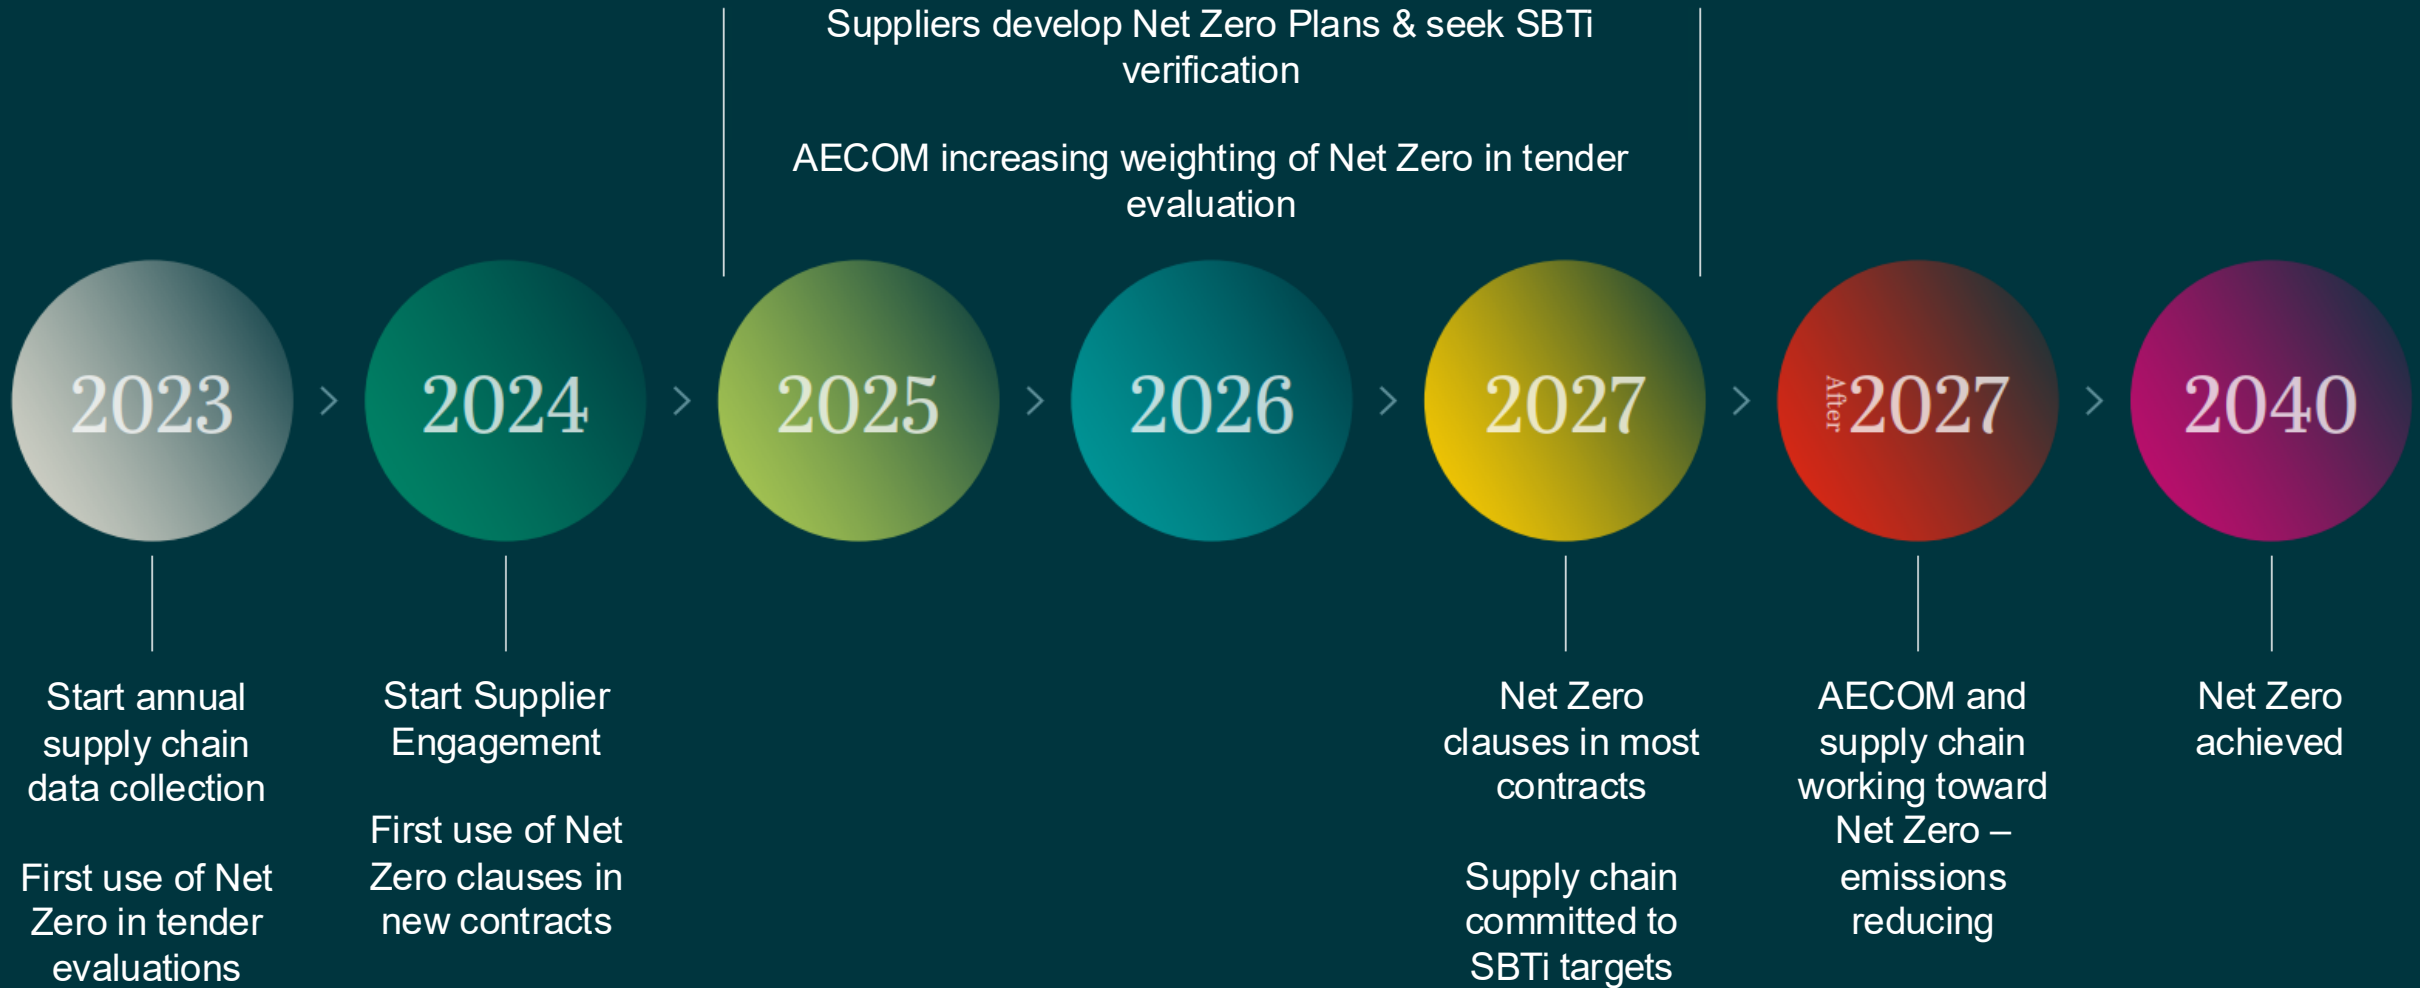 Suppliers develop Net Zero Plans & seek SBTi
verification
AECOM increasing weighting of Net Zero in tender
evaluation
2023
2024
2025
2026
2027
After 2027
2040
Start annual
supply chain
data collection
First use of Net
Zero in tender
evaluations
Start Supplier
Engagement
First use of Net
Zero clauses in
new contracts
Net Zero
clauses in most
contracts
Supply chain
committed to
SBTi targets
AECOM and
supply chain
working toward
Net Zero –
emissions
reducing
Net Zero
achieved